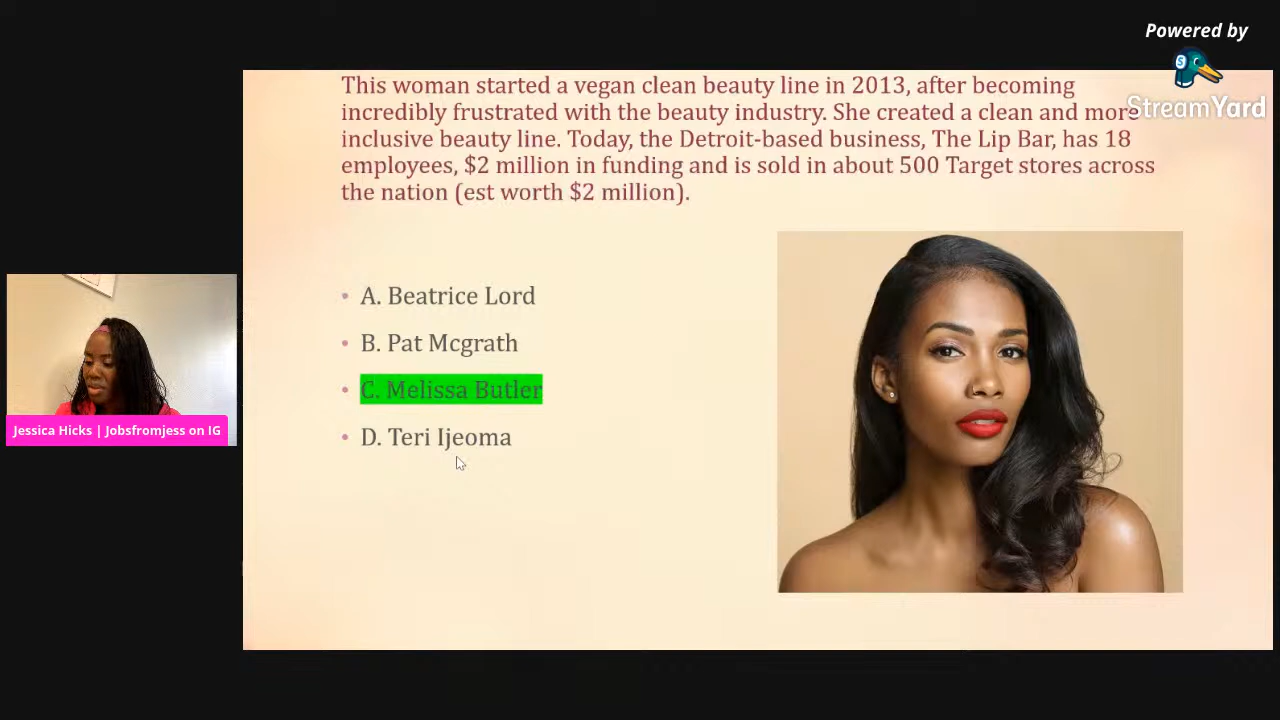 Powered by
StreamYard
This woman started a vegan clean beauty line in 2013, after becoming
incredibly frustrated with the beauty industry. She created a clean and more
inclusive beauty line. Today, the Detroit-based business, The Lip Bar, has 18
employees, $2 million in funding and is sold in about 500 Target stores across
the nation (est worth $2 million).
• A. Beatrice Lord
• B. Pat Mcgrath
• C. Melissa Butler
• D. Teri Ijeoma
Jessica Hicks | Jobsfromjess on IG